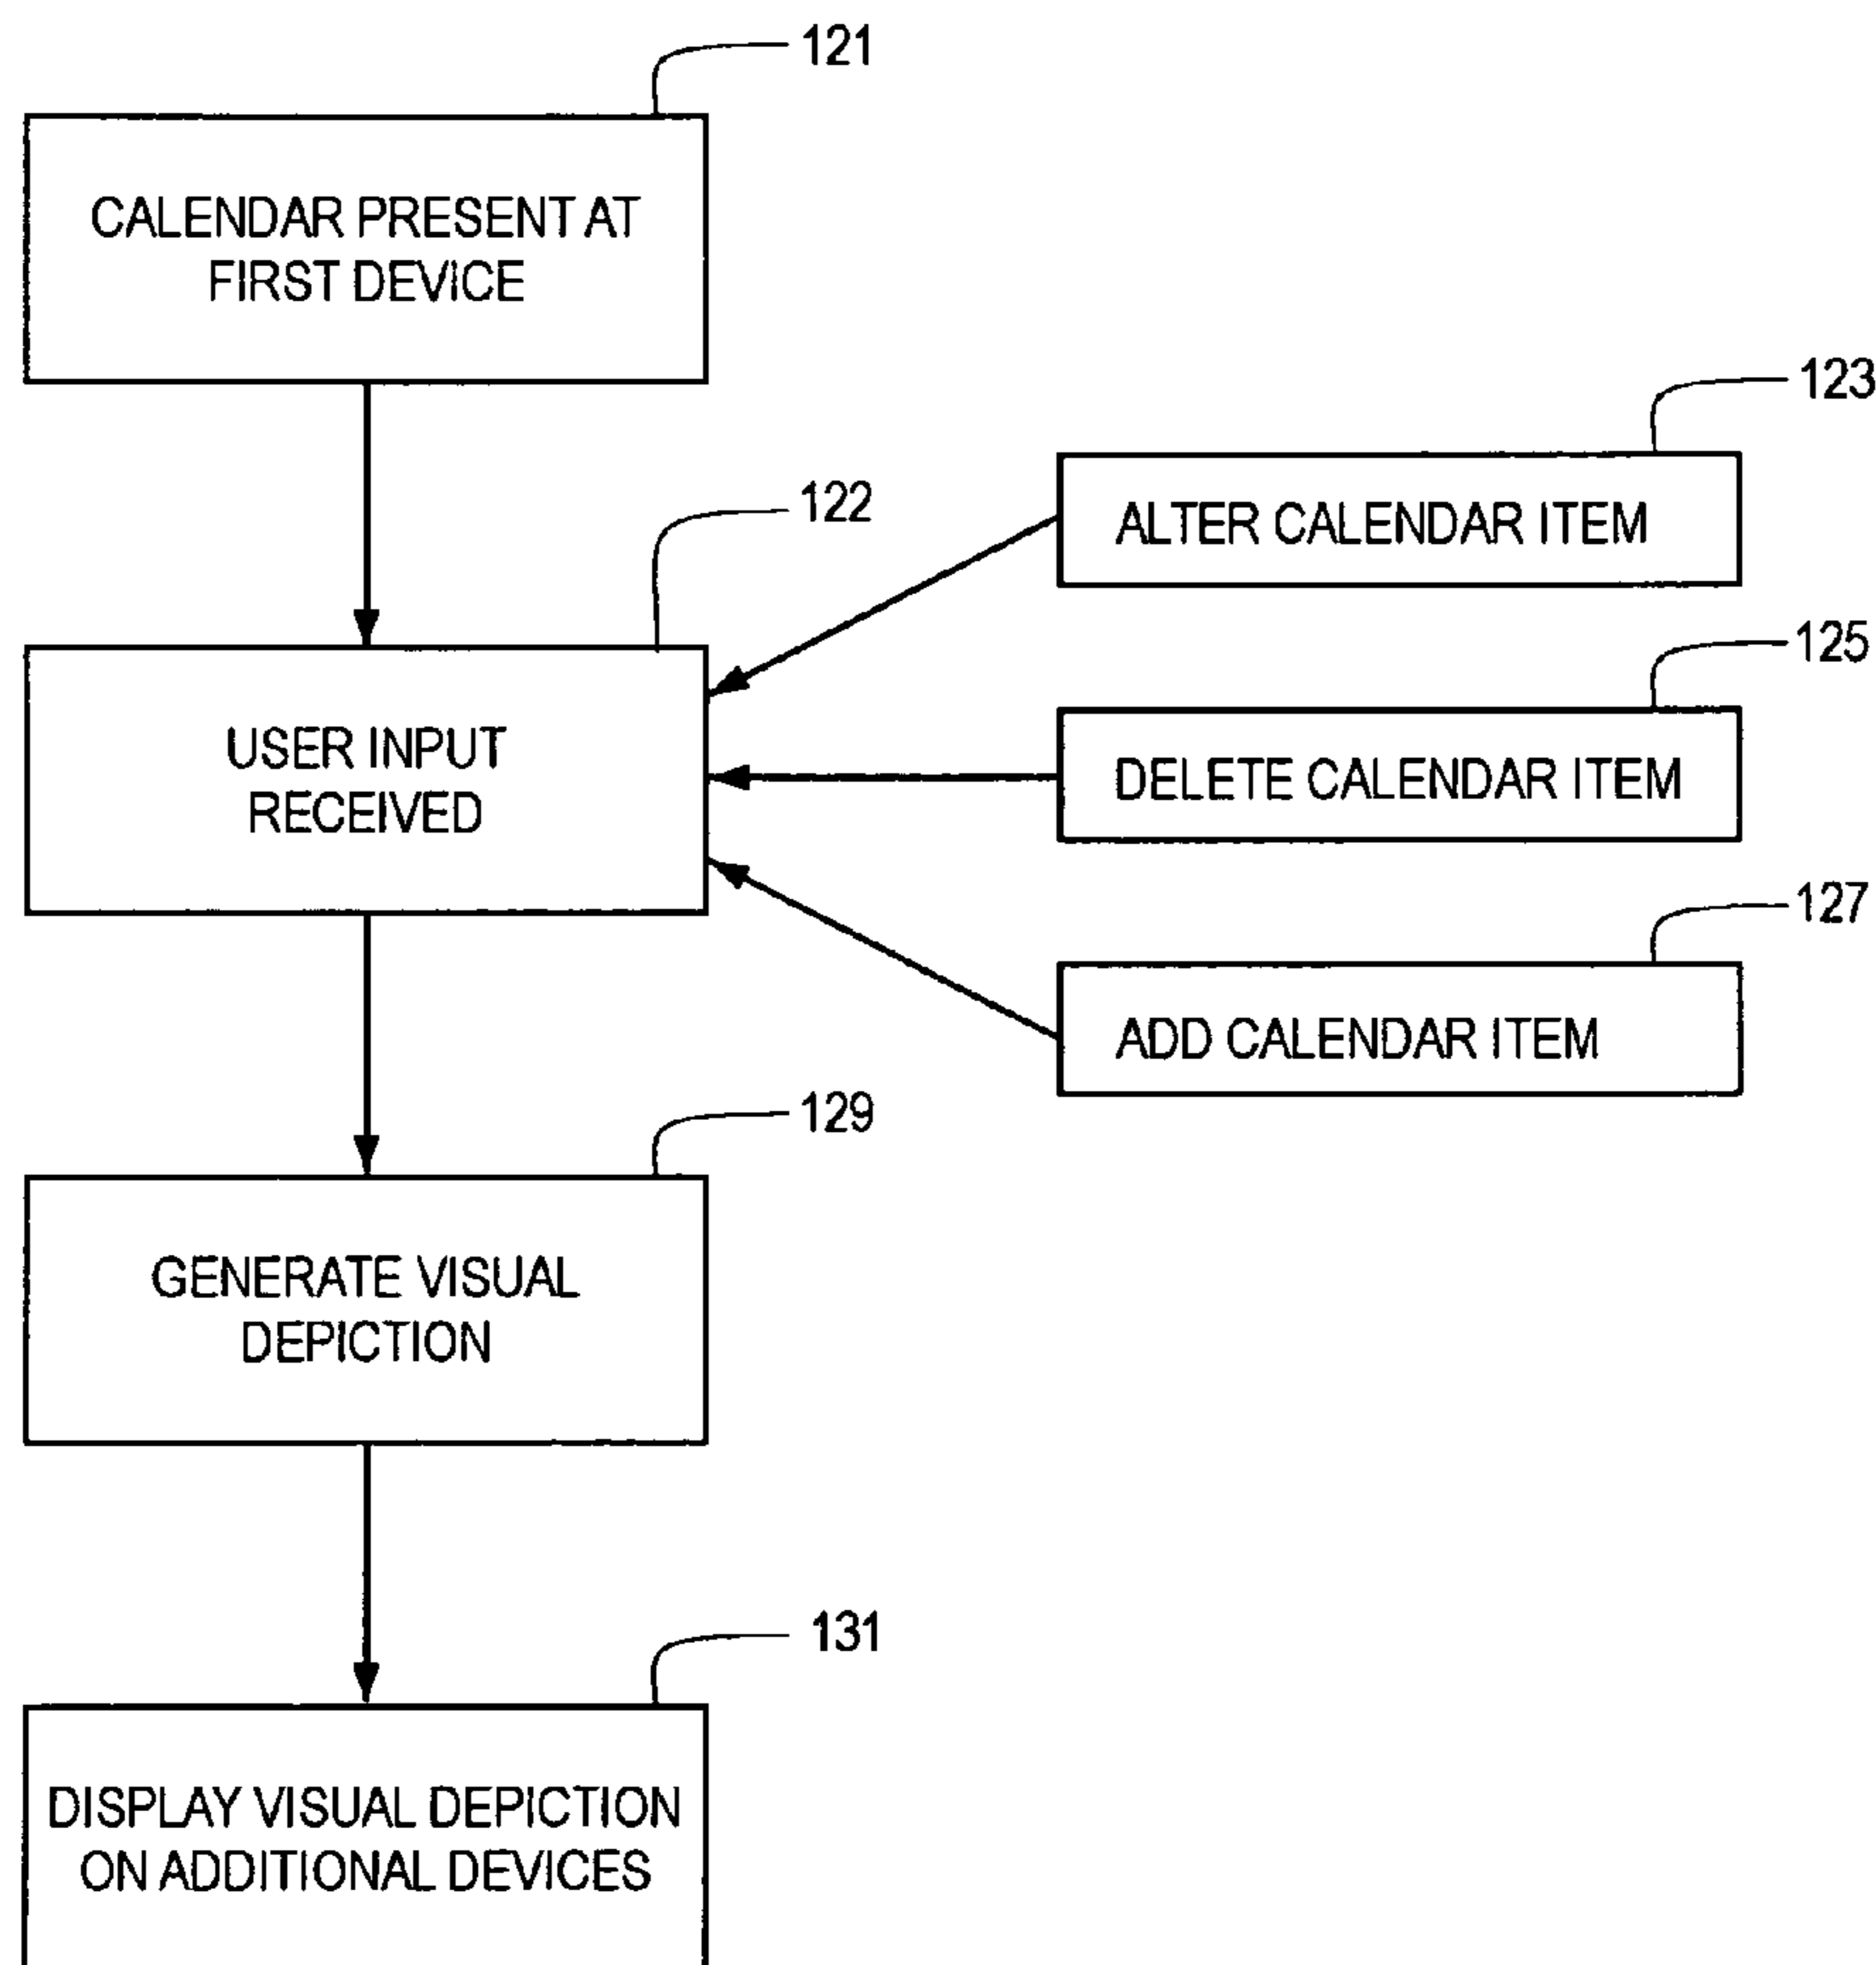 121
CALENDAR PRESENT AT
FIRST DEVICE
123
ALTER CALENDAR ITEM
122
USER INPUT
RECEIVED
125
DELETE CALENDAR ITEM
127
ADD CALENDAR ITEM
129
GENERATE VISUAL
DEPICTION
131
DISPLAY VISUAL DEPICTION
ON ADDITIONAL DEVICES